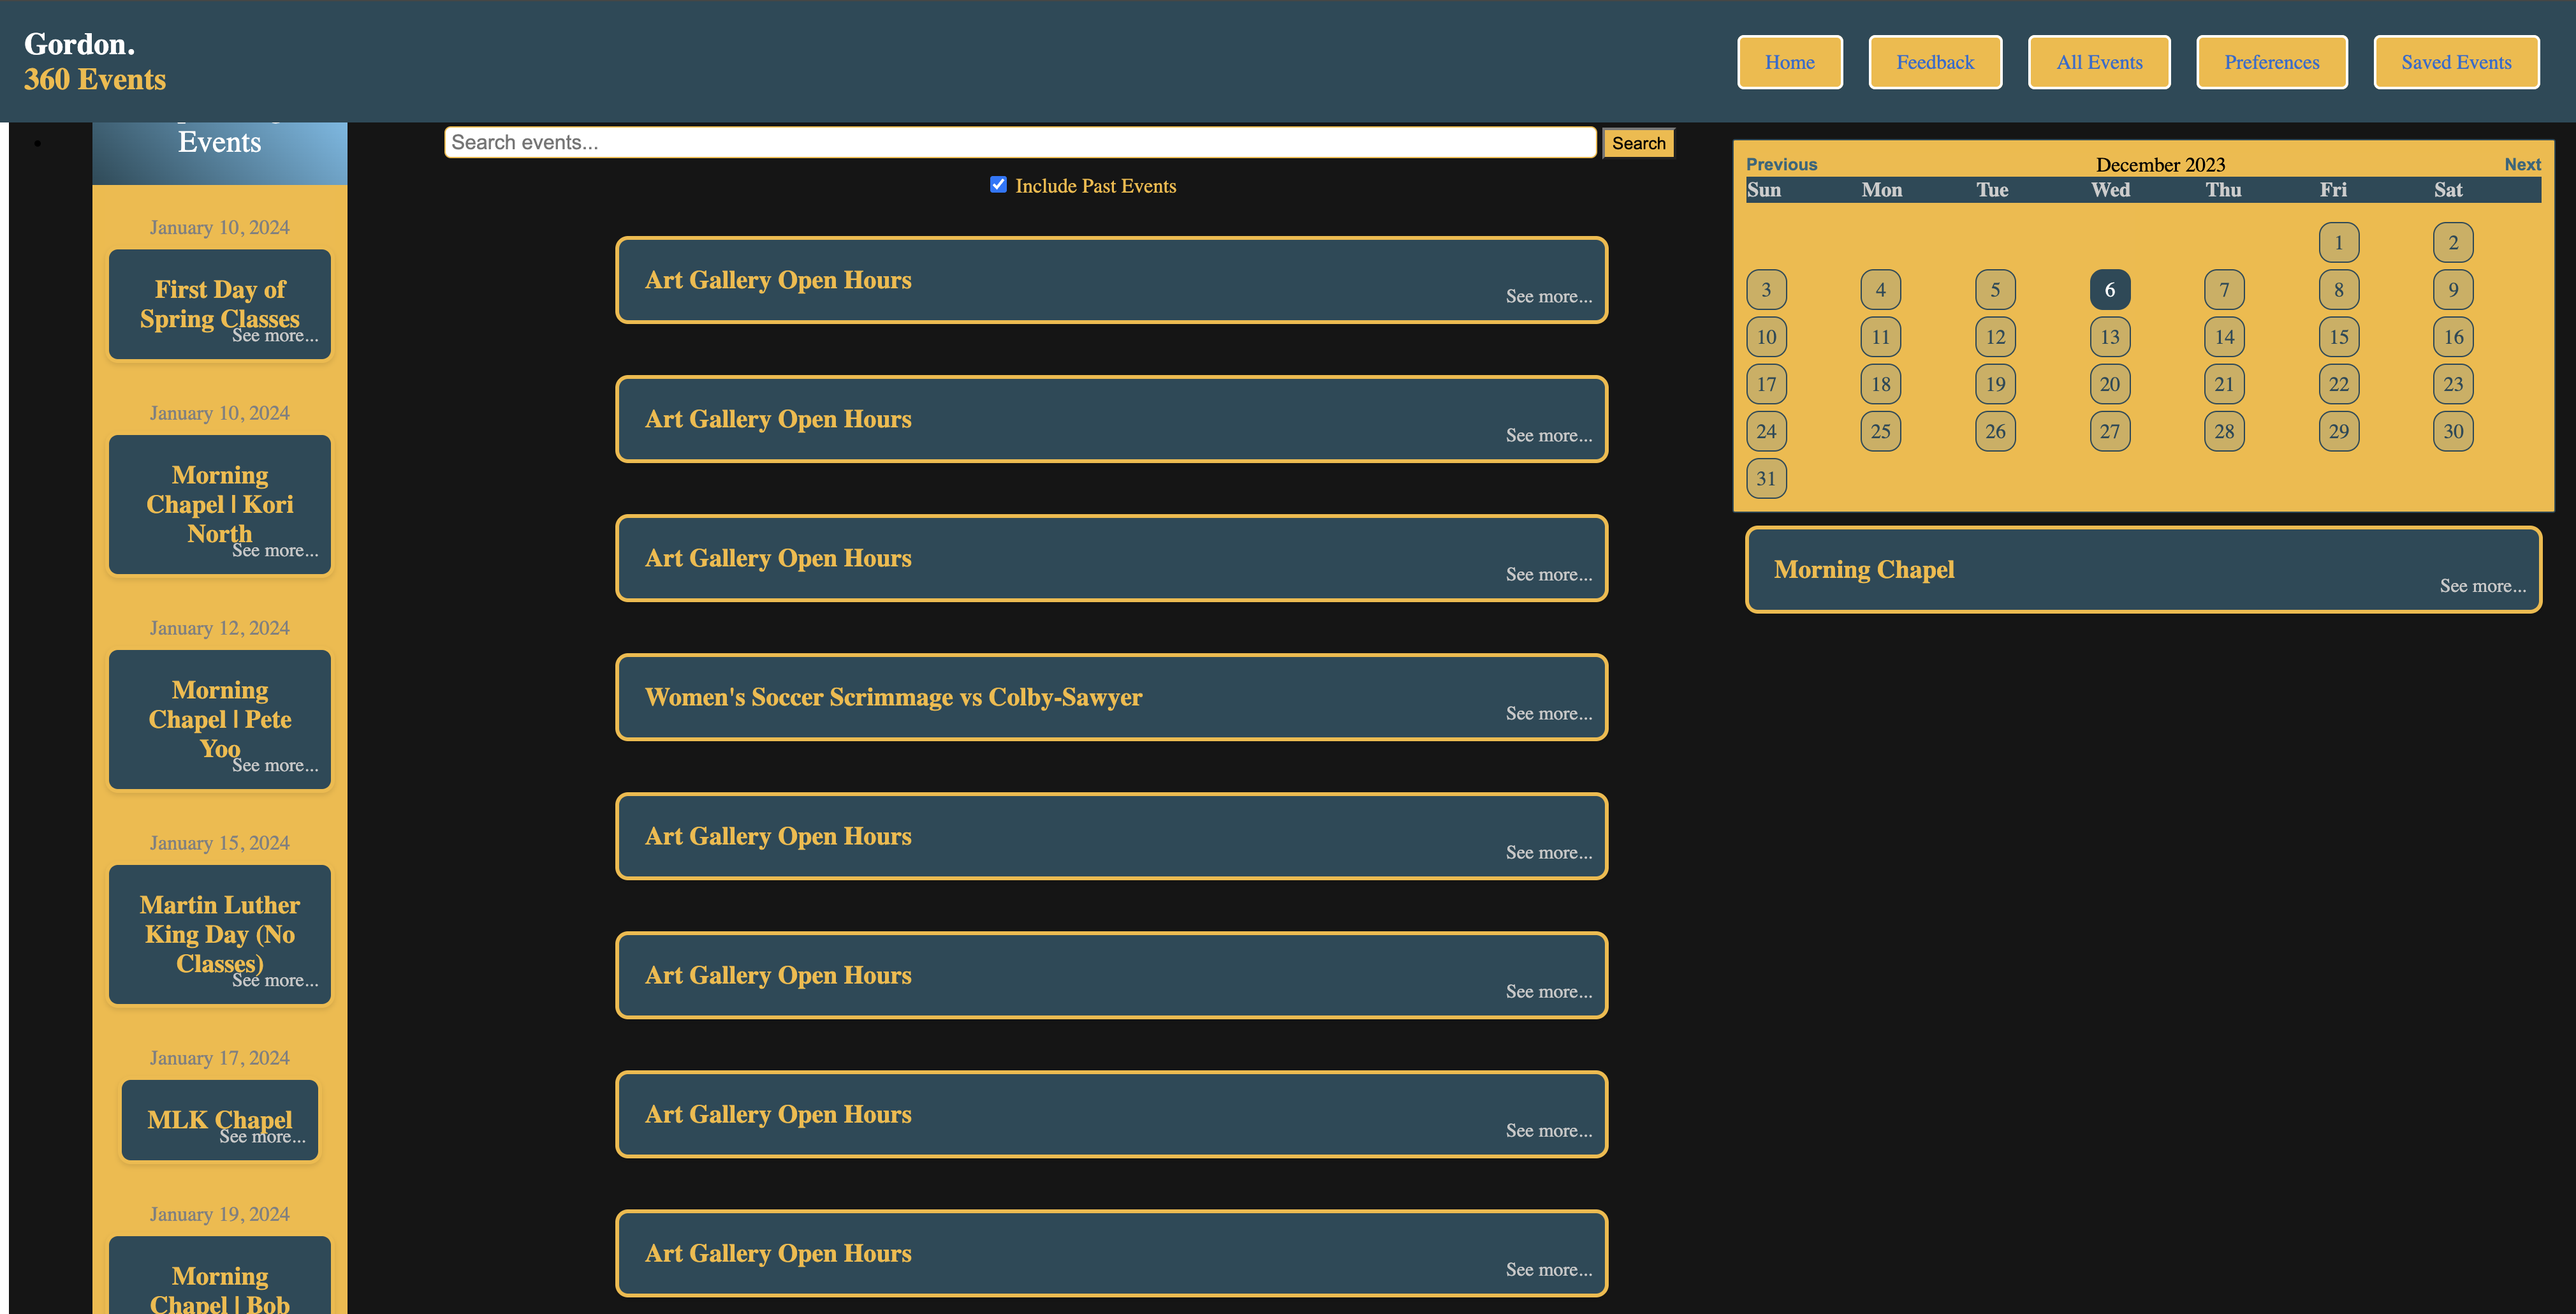 Gordon.
360 Events
Home
Feedback
All Events
Preferences
Saved Events
Events
January 10, 2024
First Day of
Spring Classes
See more...
January 10, 2024
Morning
Chapel | Kori
North
See more...
January 12, 2024
Morning
Chapel | Pete
Yoo
See more...
January 15, 2024
Martin Luther
King Day (No
Classes)
See more...
January 17, 2024
MLK Chapel
See more...
January 19, 2024
Morning
Chapel | Bob
Search events...
Search
Include Past Events
Art Gallery Open Hours
See more...
Art Gallery Open Hours
See more...
Art Gallery Open Hours
See more...
Women's Soccer Scrimmage vs Colby-Sawyer
See more...
Art Gallery Open Hours
See more...
Art Gallery Open Hours
See more...
Art Gallery Open Hours
See more...
Art Gallery Open Hours
See more...
Previous December 2023 Next
Sun Mon Tue Wed Thu Fri Sat
1 2
3 4 5 6 7 8 9
10 11 12 13 14 15 16
17 18 19 20 21 22 23
24 25 26 27 28 29 30
31
Morning Chapel
See more...